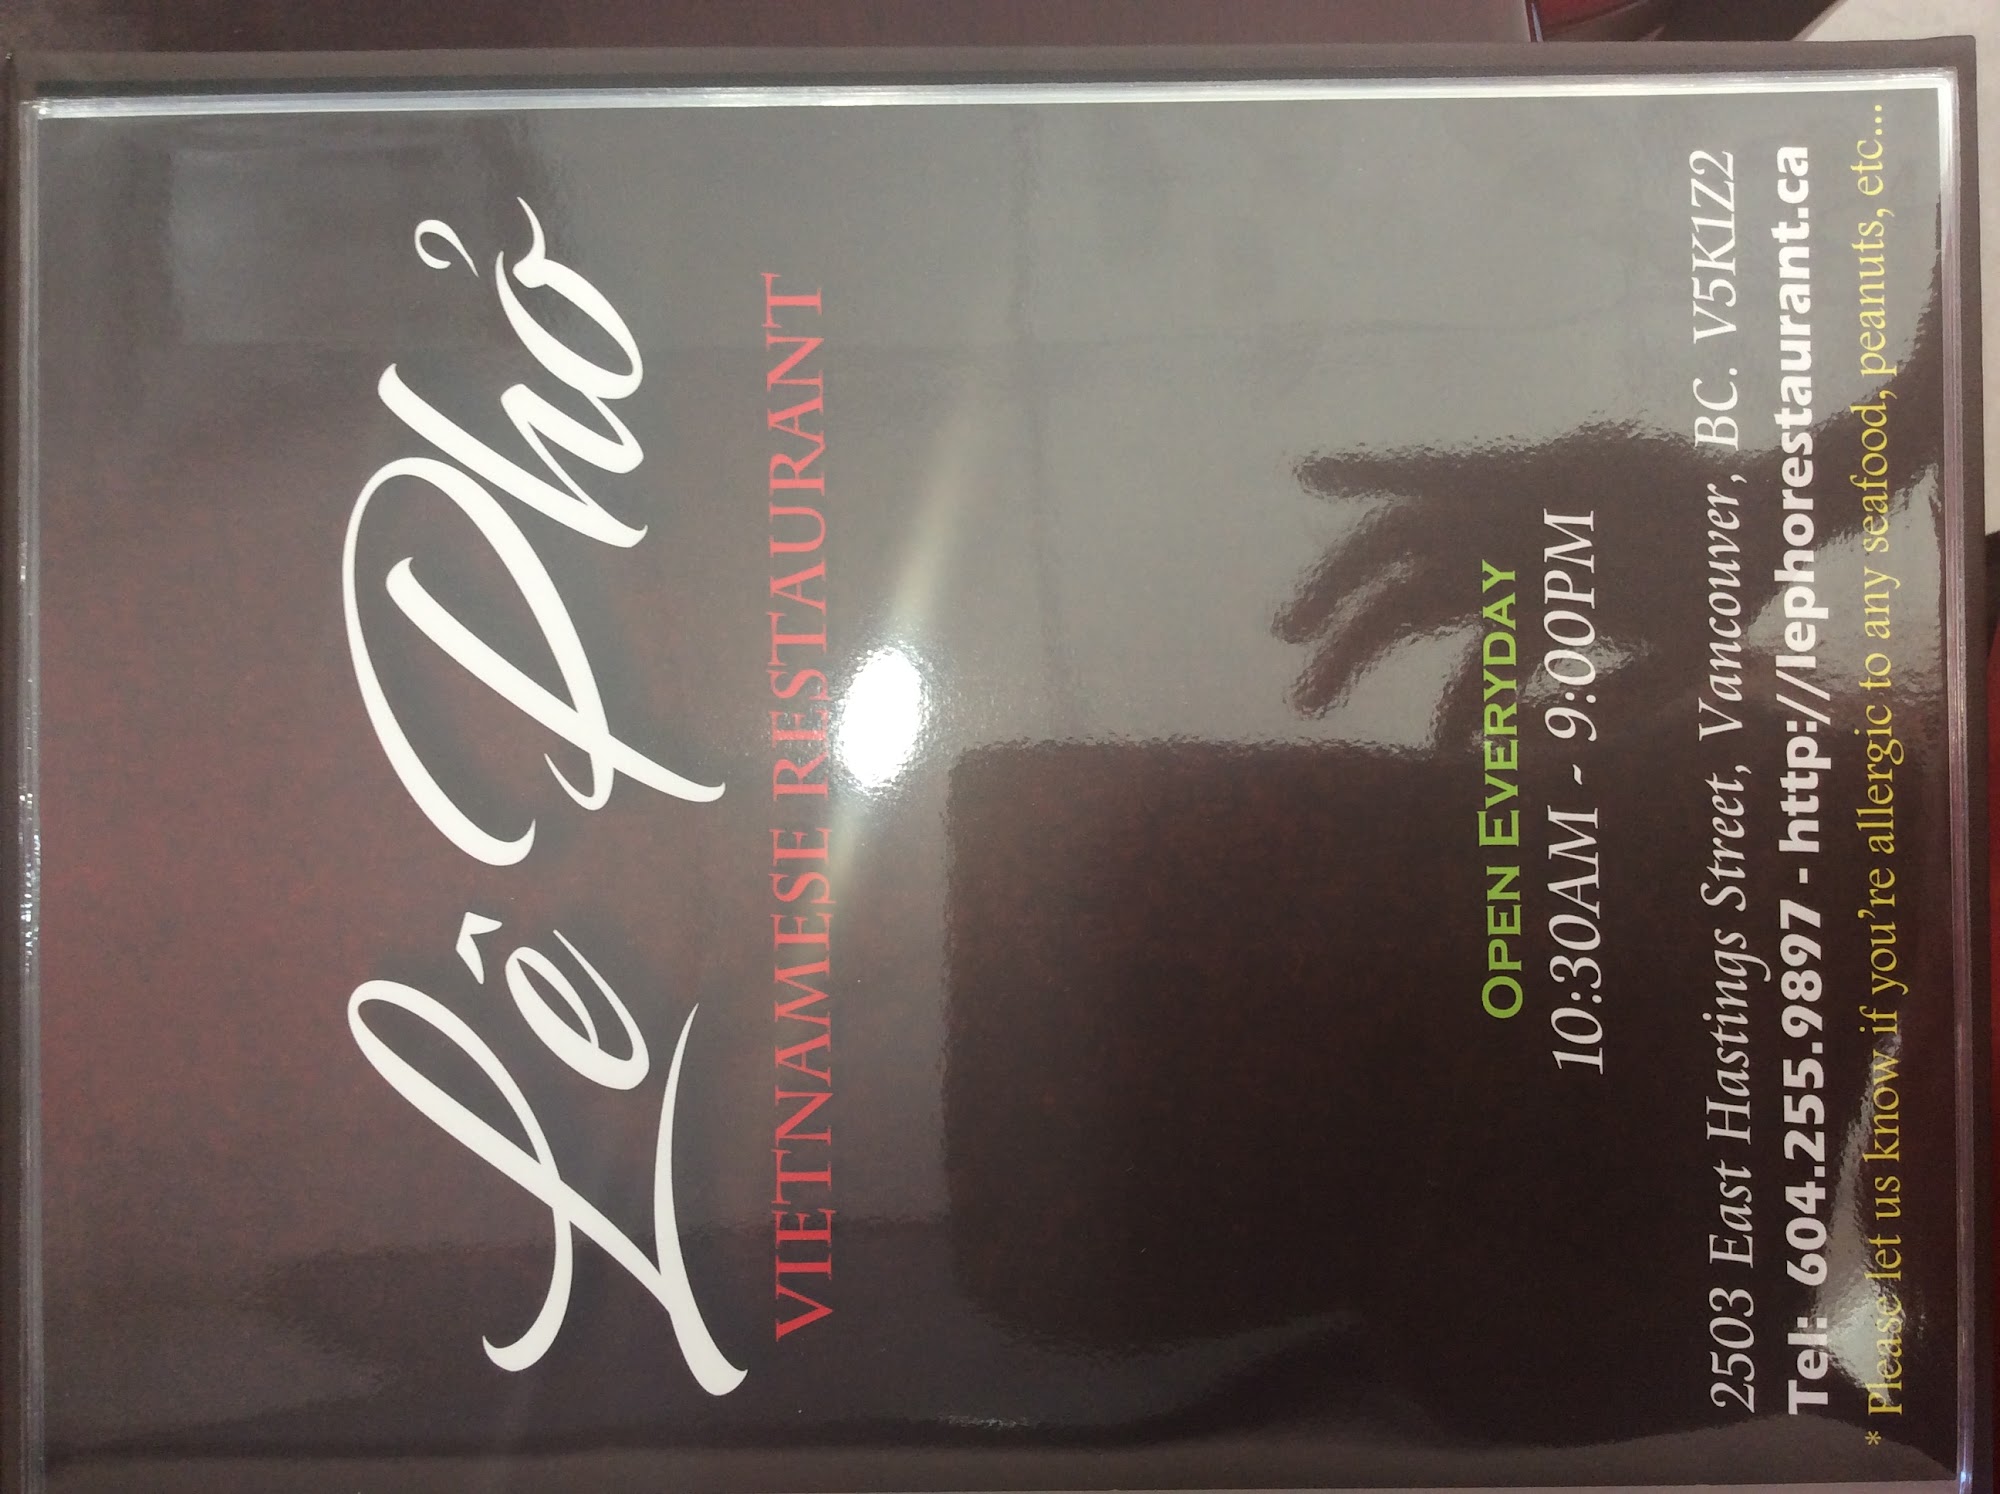 Lê Phở
VIETNAMESE RESTAURANT
OPEN EVERYDAY
10:30AM - 9:00PM
2503 East Hastings Street, Vancouver, BC. V5K1Z2
Tel: 604.255.9897 - http://lephorestaurant.ca
* Please let us know if you're allergic to any seafood, peanuts, etc...